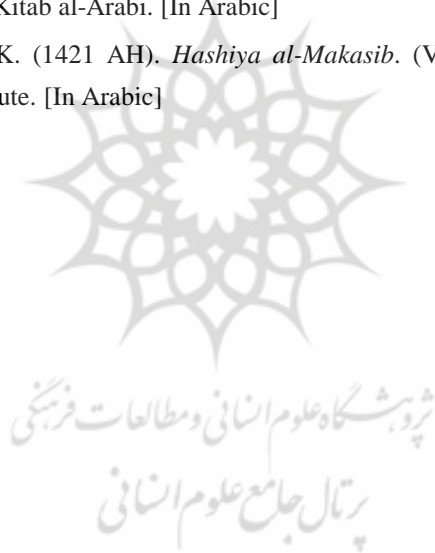 Kitab al-Arabi. [In Arabic]
K. (1421 AH). Hashiya al-Makasib. (V
ute. [In Arabic]
پژوهشگاه علوم انسانی و مطالعات فرهنگی
پرتال جامع علوم انسانی